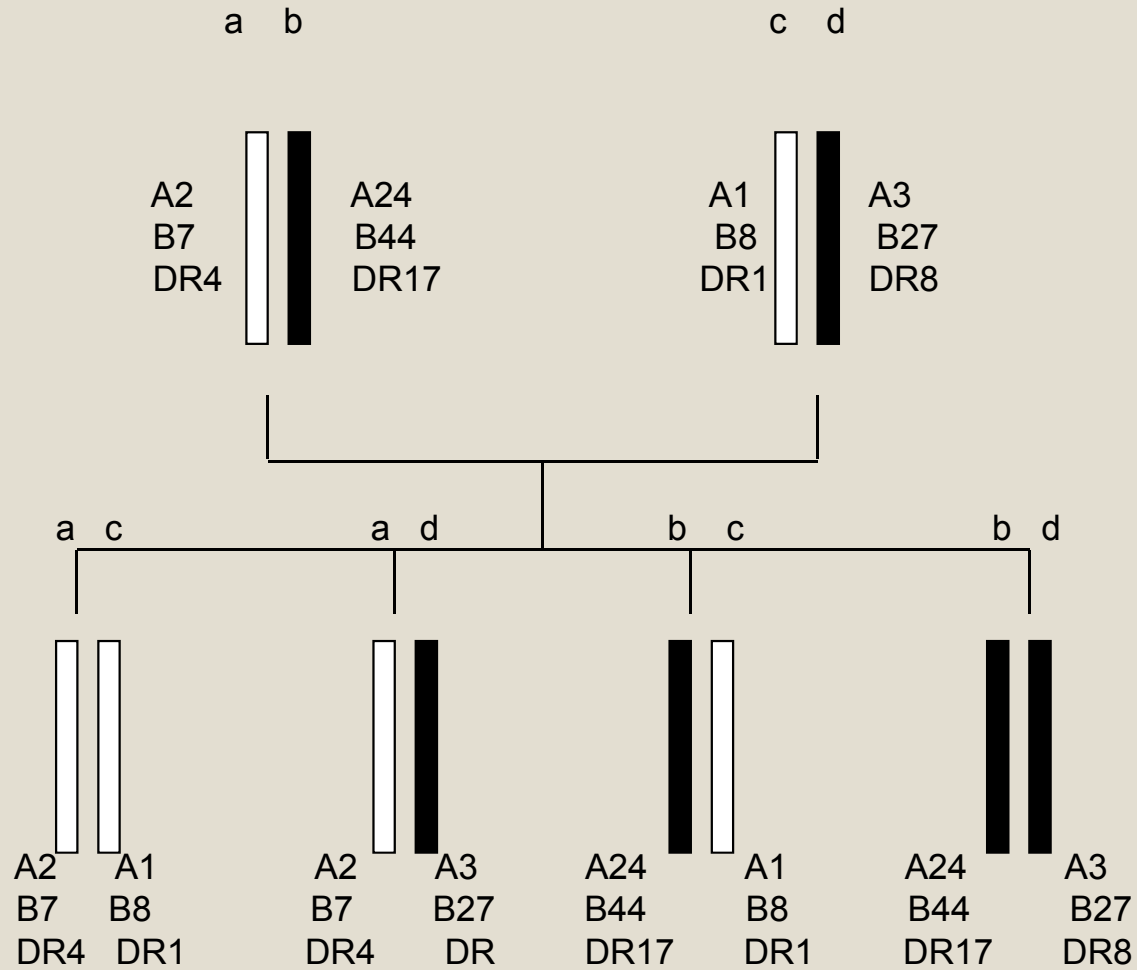 a b c d
A2 A24 A1 A3
B7 B44 B8 B27
DR4 DR17 DR1 DR8
a c a d b c b d
A2 A1 A2 A3 A24 A1 A24 A3
B7 B8 B7 B27 B44 B8 B44 B27
DR4 DR1 DR4 DR DR17 DR1 DR17 DR8